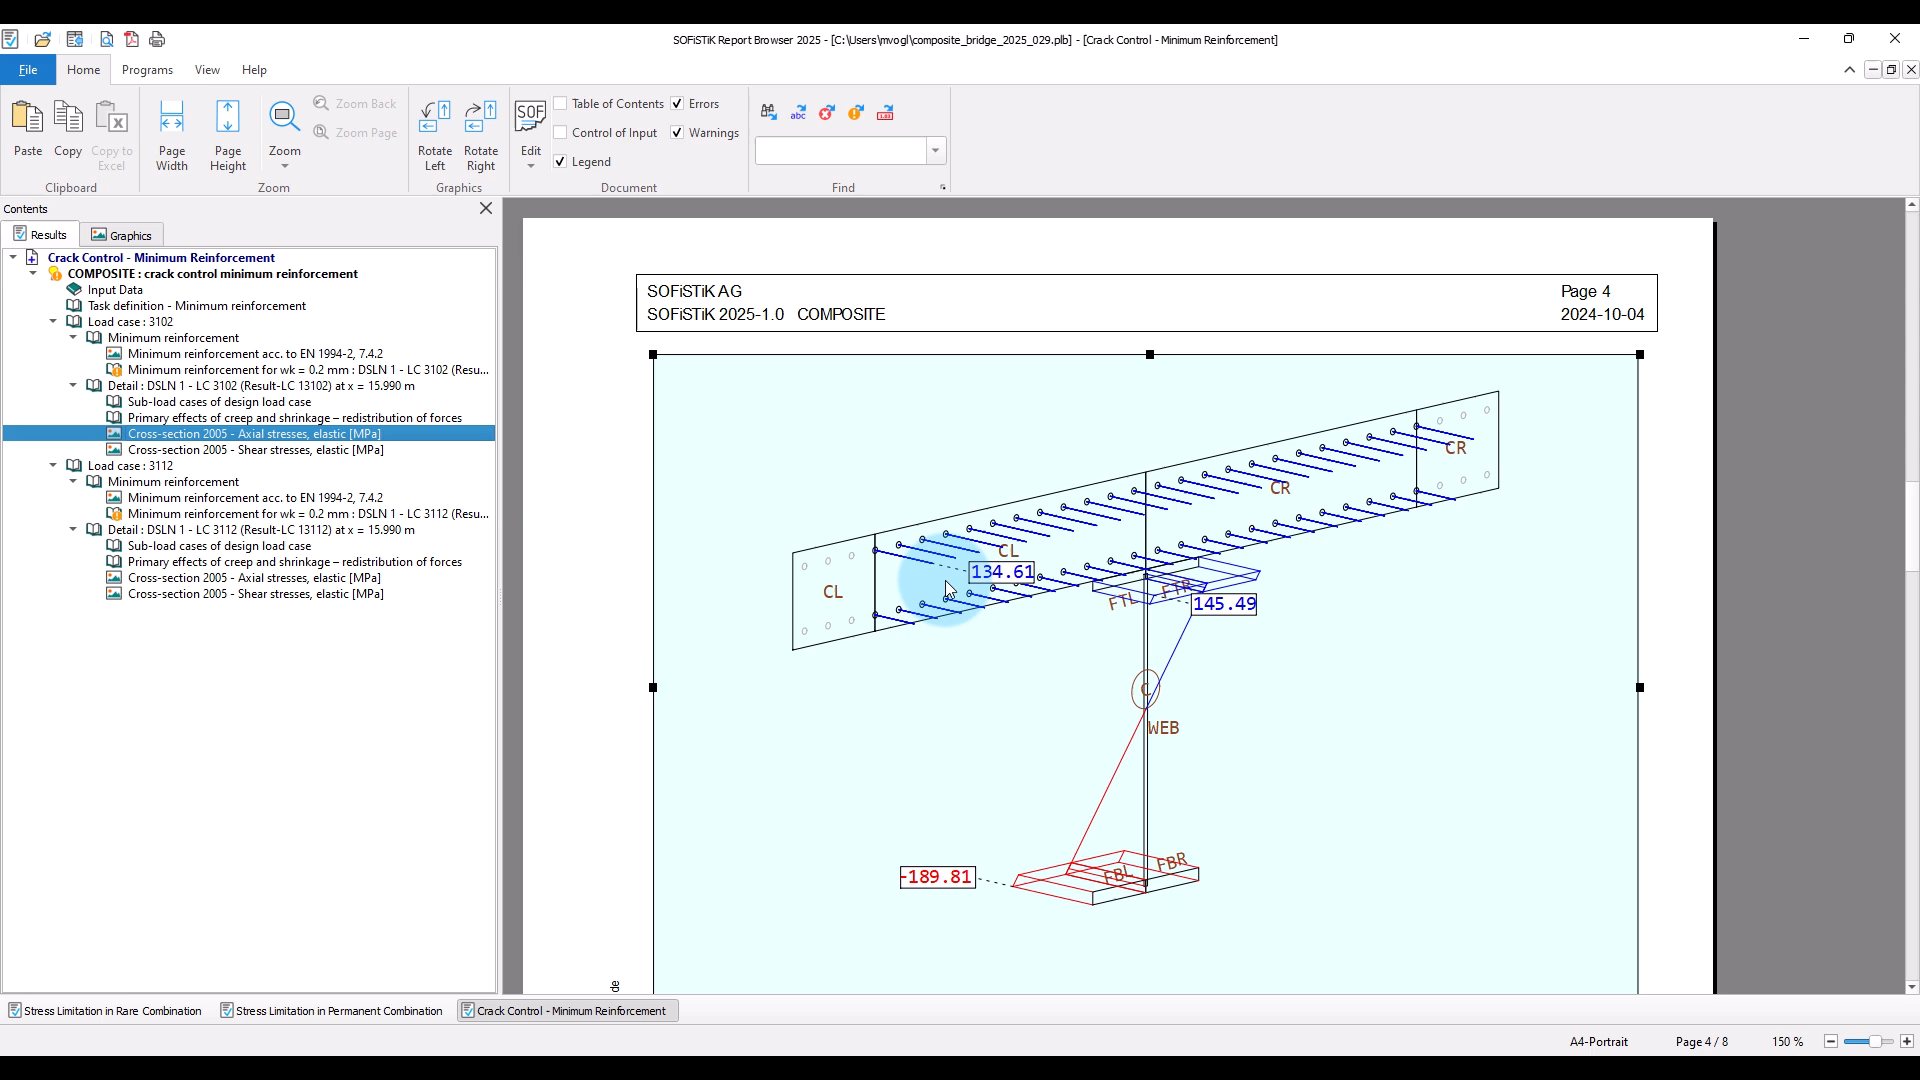 SOFiSTiK Report Browser 2025 - [C:\Users\mvogl\composite_bridge_2025_029.plb] - [Crack Control - Minimum Reinforcement]
File Home Programs View Help
Paste Copy Copy to Excel
Clipboard
Page Width Page Height Zoom Zoom Back Zoom Page
Zoom
Rotate Left Rotate Right
Graphics
SOF Edit
Table of Contents Errors
Control of Input Warnings
Legend
Document
abc
Find
Contents
Results Graphics
Crack Control - Minimum Reinforcement
COMPOSITE : crack control minimum reinforcement
Input Data
Task definition - Minimum reinforcement
Load case : 3102
Minimum reinforcement
Minimum reinforcement acc. to EN 1994-2, 7.4.2
Minimum reinforcement for wk = 0.2 mm : DSLN 1 - LC 3102 (Resu...
Detail : DSLN 1 - LC 3102 (Result-LC 13102) at x = 15.990 m
Sub-load cases of design load case
Primary effects of creep and shrinkage – redistribution of forces
Cross-section 2005 - Axial stresses, elastic [MPa]
Cross-section 2005 - Shear stresses, elastic [MPa]
Load case : 3112
Minimum reinforcement
Minimum reinforcement acc. to EN 1994-2, 7.4.2
Minimum reinforcement for wk = 0.2 mm : DSLN 1 - LC 3112 (Resu...
Detail : DSLN 1 - LC 3112 (Result-LC 13112) at x = 15.990 m
Sub-load cases of design load case
Primary effects of creep and shrinkage – redistribution of forces
Cross-section 2005 - Axial stresses, elastic [MPa]
Cross-section 2005 - Shear stresses, elastic [MPa]
SOFiSTiK AG Page 4
SOFiSTiK 2025-1.0 COMPOSITE 2024-10-04
CR
CR
CL
134.61
CL
FTL FTR
145.49
C
WEB
FBL FBR
-189.81
de
Stress Limitation in Rare Combination Stress Limitation in Permanent Combination Crack Control - Minimum Reinforcement
A4-Portrait Page 4 / 8 150 %